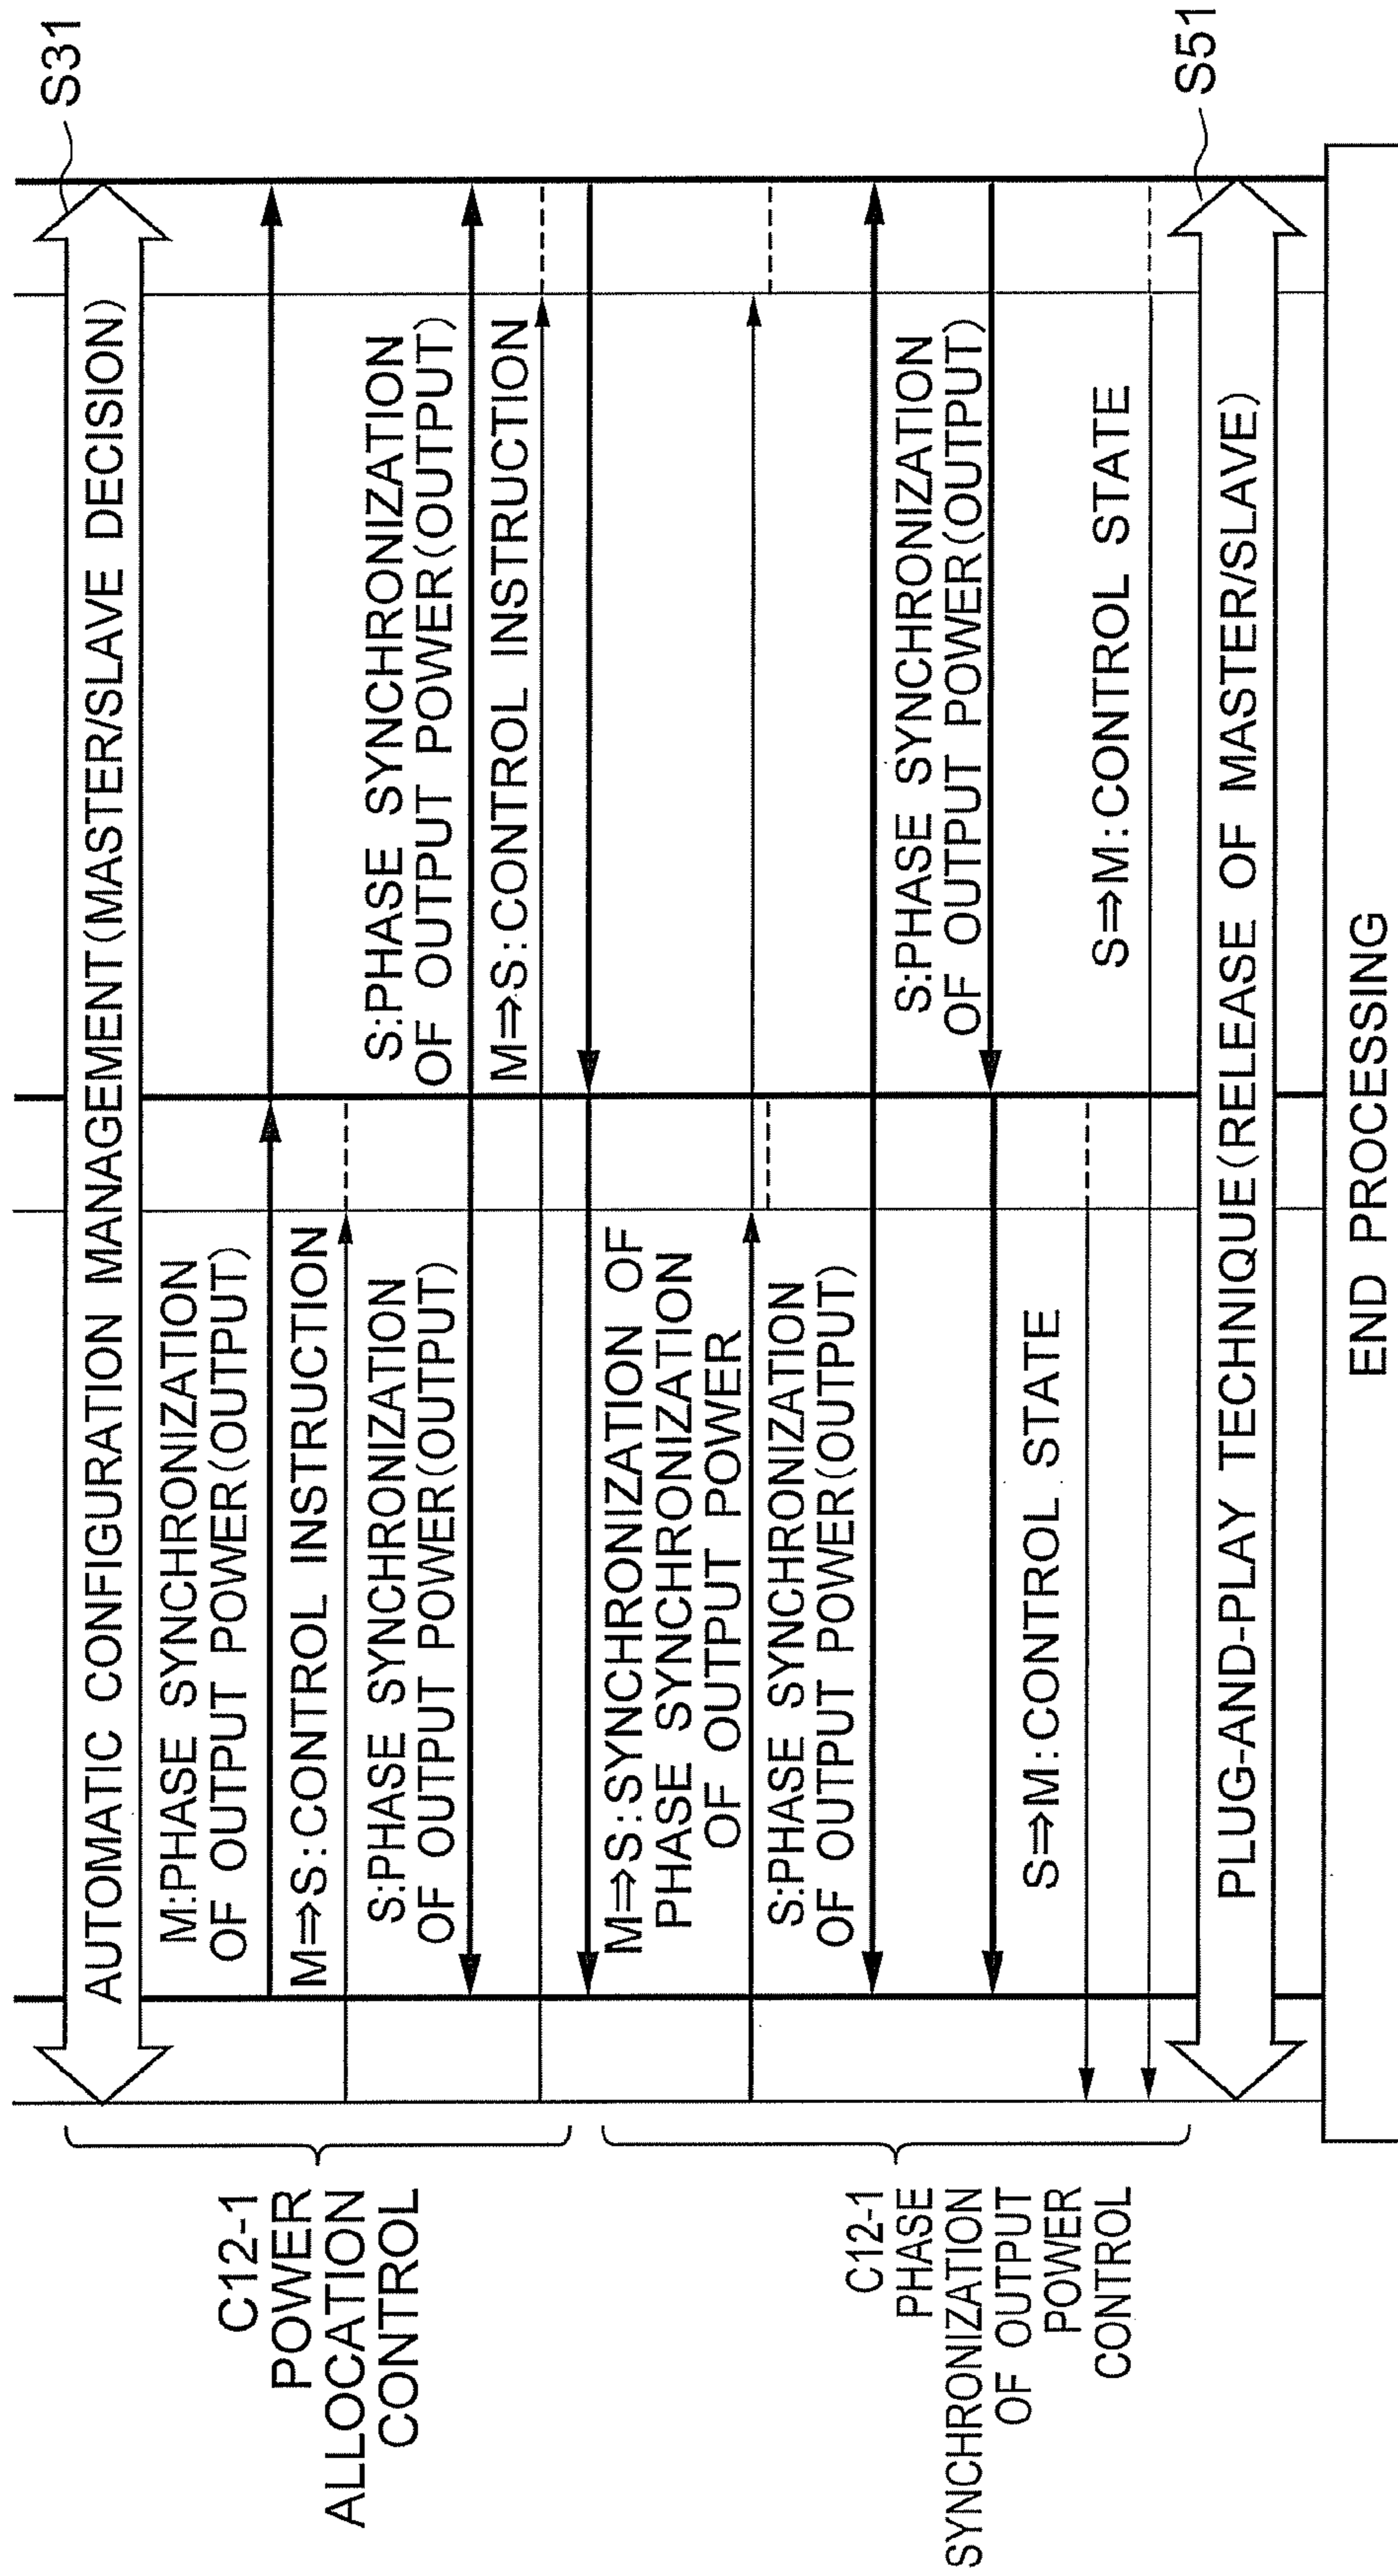 S31
AUTOMATIC CONFIGURATION MANAGEMENT(MASTER/SLAVE DECISION)
C12-1
POWER
ALLOCATION
CONTROL
M:PHASE SYNCHRONIZATION
OF OUTPUT POWER(OUTPUT)
M⇒S:CONTROL INSTRUCTION
S:PHASE SYNCHRONIZATION
OF OUTPUT POWER(OUTPUT)
S:PHASE SYNCHRONIZATION
OF OUTPUT POWER(OUTPUT)
M⇒S:CONTROL INSTRUCTION
C12-1
PHASE
SYNCHRONIZATION
OF OUTPUT
POWER
CONTROL
M⇒S:SYNCHRONIZATION OF
PHASE SYNCHRONIZATION
OF OUTPUT POWER
S:PHASE SYNCHRONIZATION
OF OUTPUT POWER(OUTPUT)
S:PHASE SYNCHRONIZATION
OF OUTPUT POWER(OUTPUT)
S⇒M:CONTROL STATE
S⇒M:CONTROL STATE
S51
PLUG-AND-PLAY TECHNIQUE(RELEASE OF MASTER/SLAVE)
END PROCESSING